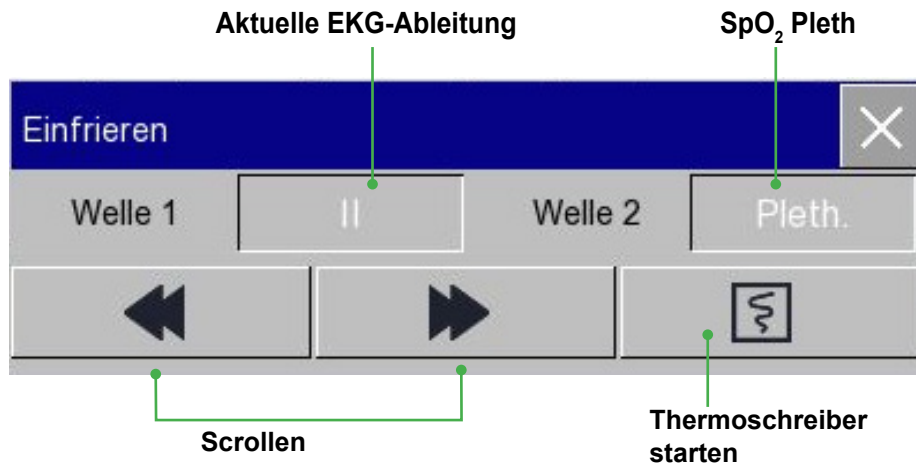 Aktuelle EKG-Ableitung SpO₂ Pleth
Einfrieren
Welle 1 II Welle 2 Pleth.
Scrollen
Thermoschreiber
starten